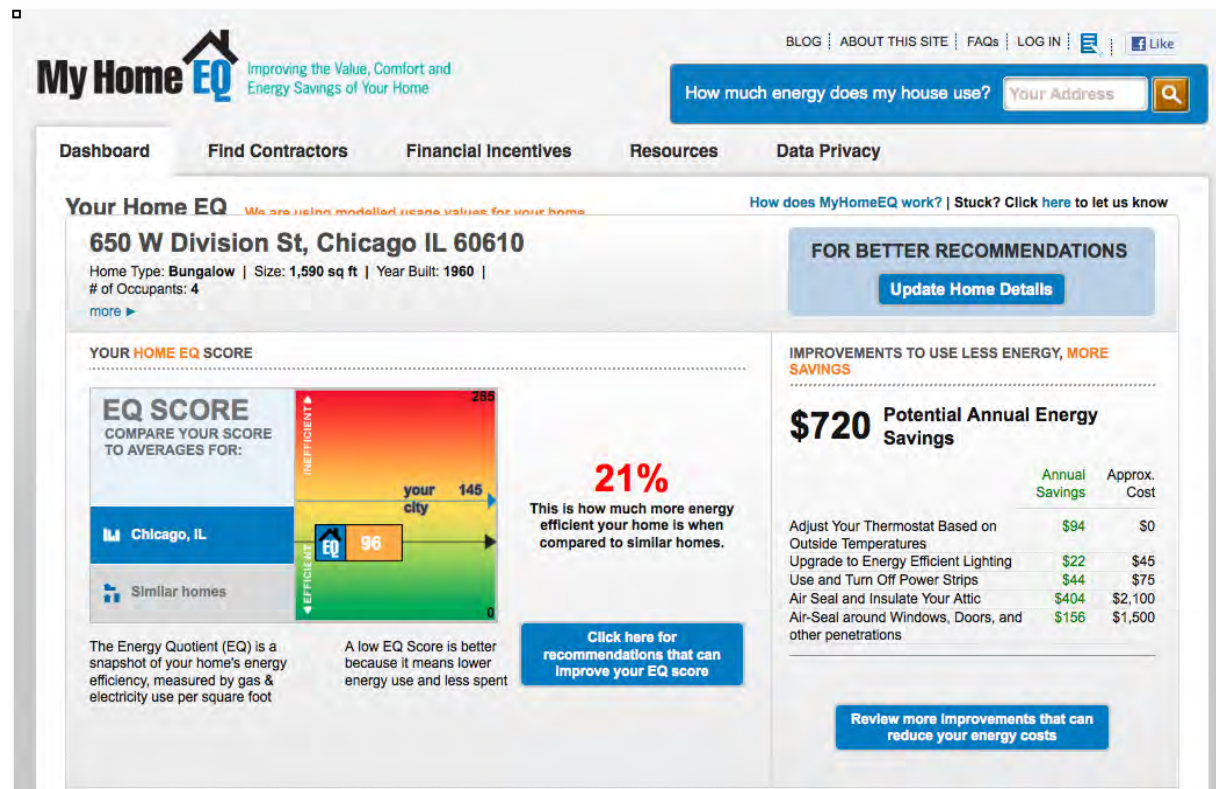 BLOG | ABOUT THIS SITE | FAQs | LOG IN
Like
My Home EQ
Improving the Value, Comfort and
Energy Savings of Your Home
How much energy does my house use?
Your Address
Dashboard
Find Contractors
Financial Incentives
Resources
Data Privacy
Your Home EQ
We are using modelled usage values for your home
How does MyHomeEQ work? | Stuck? Click here to let us know
650 W Division St, Chicago IL 60610
Home Type: Bungalow | Size: 1,590 sq ft | Year Built: 1960 |
# of Occupants: 4
more
FOR BETTER RECOMMENDATIONS
Update Home Details
YOUR HOME EQ SCORE
EQ SCORE
COMPARE YOUR SCORE
TO AVERAGES FOR:
Chicago, IL
Similar homes
INEFFICIENT
EFFICIENT
285
your
city
145
EQ
96
0
21%
This is how much more energy
efficient your home is when
compared to similar homes.
The Energy Quotient (EQ) is a
snapshot of your home's energy
efficiency, measured by gas &
electricity use per square foot
A low EQ Score is better
because it means lower
energy use and less spent
Click here for
recommendations that can
improve your EQ score
IMPROVEMENTS TO USE LESS ENERGY, MORE
SAVINGS
$720 Potential Annual Energy
Savings
Annual Approx.
Savings Cost
Adjust Your Thermostat Based on $94 $0
Outside Temperatures
Upgrade to Energy Efficient Lighting $22 $45
Use and Turn Off Power Strips $44 $75
Air Seal and Insulate Your Attic $404 $2,100
Air-Seal around Windows, Doors, and $156 $1,500
other penetrations
Review more improvements that can
reduce your energy costs